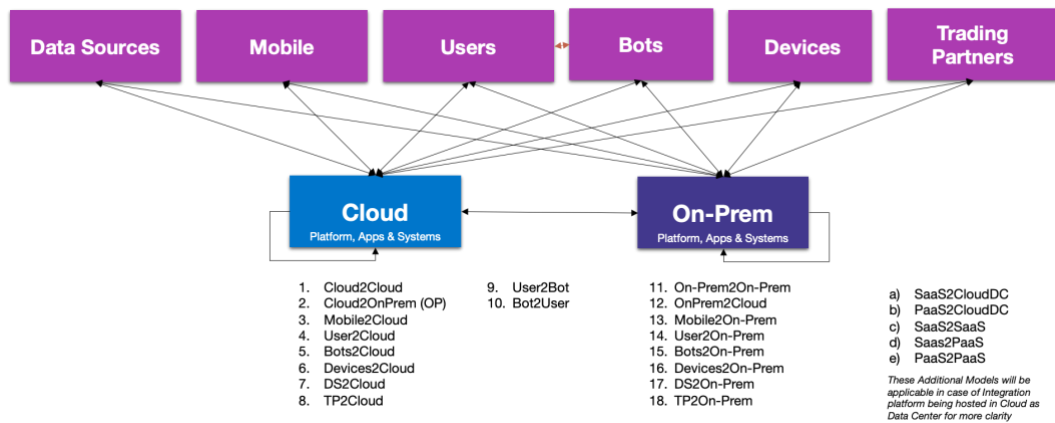 Data Sources
Mobile
Users
Bots
Devices
Trading
Partners
Cloud
Platform, Apps & Systems
On-Prem
Platform, Apps & Systems
1. Cloud2Cloud
2. Cloud2OnPrem (OP)
3. Mobile2Cloud
4. User2Cloud
5. Bots2Cloud
6. Devices2Cloud
7. DS2Cloud
8. TP2Cloud
9. User2Bot
10. Bot2User
11. On-Prem2On-Prem
12. OnPrem2Cloud
13. Mobile2On-Prem
14. User2On-Prem
15. Bots2On-Prem
16. Devices2On-Prem
17. DS2On-Prem
18. TP2On-Prem
a) SaaS2CloudDC
b) PaaS2CloudDC
c) SaaS2SaaS
d) Saas2PaaS
e) PaaS2PaaS
These Additional Models will be
applicable in case of Integration
platform being hosted in Cloud as
Data Center for more clarity